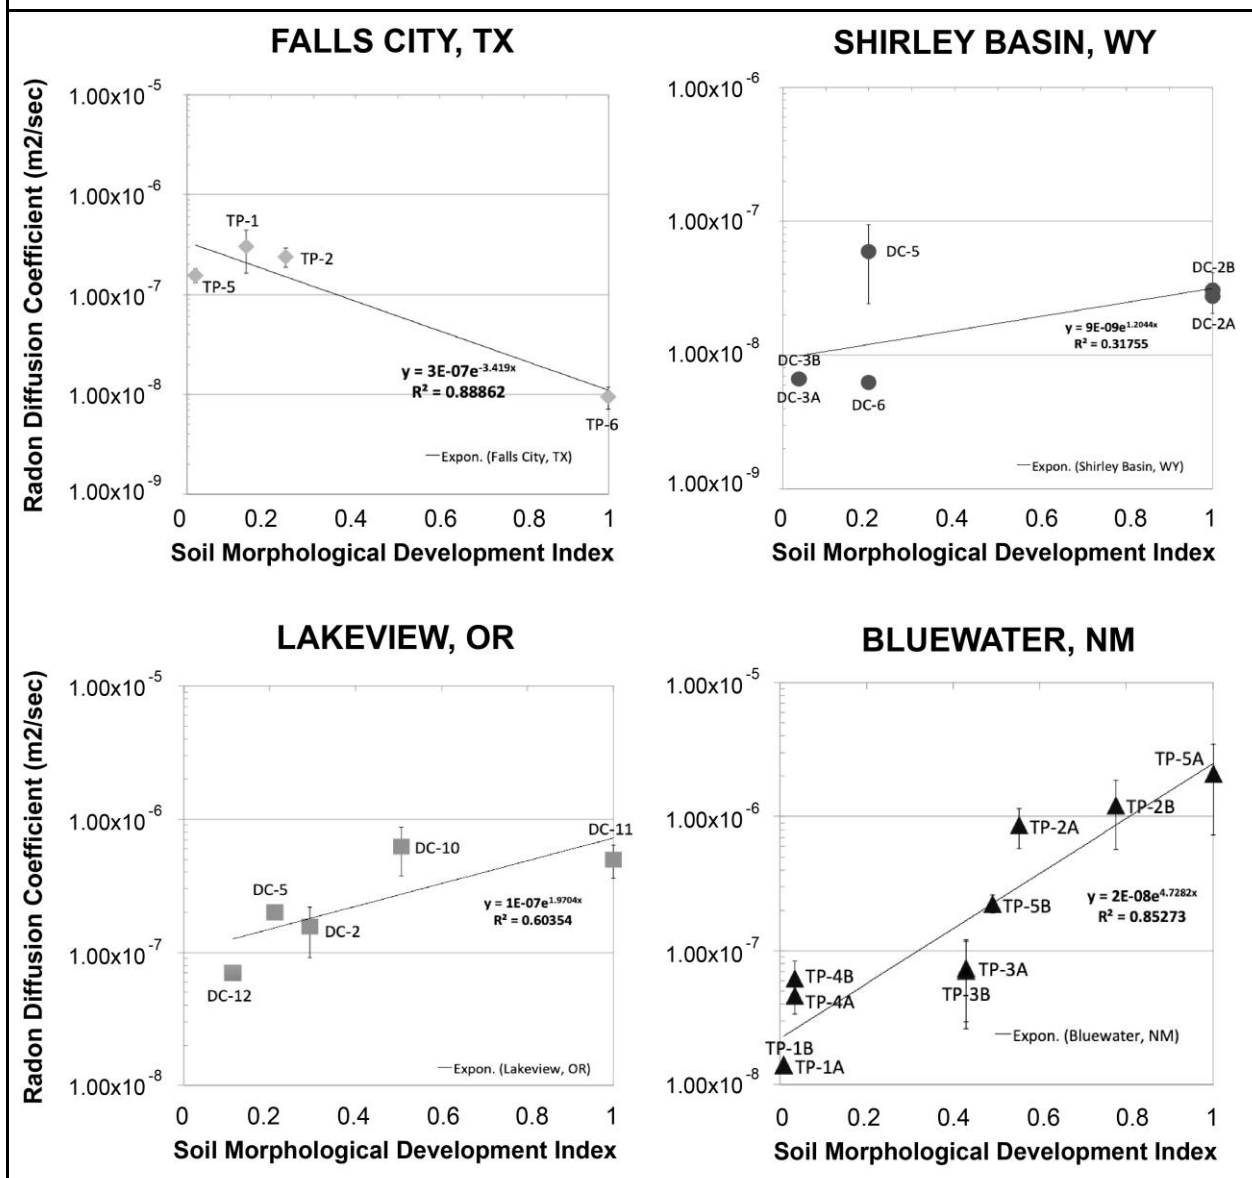 FALLS CITY, TX
Radon Diffusion Coefficient (m2/sec)
1.00x10^-5
1.00x10^-6
1.00x10^-7
1.00x10^-8
1.00x10^-9
TP-1
TP-2
TP-5
y = 3E-07e^-3.419x
R² = 0.88862
TP-6
—Expon. (Falls City, TX)
0 0.2 0.4 0.6 0.8 1
Soil Morphological Development Index
SHIRLEY BASIN, WY
1.00x10^-6
1.00x10^-7
1.00x10^-8
1.00x10^-9
DC-5
DC-2B
DC-2A
y = 9E-09e^1.2044x
R² = 0.31755
DC-3B
DC-3A
DC-6
—Expon. (Shirley Basin, WY)
0 0.2 0.4 0.6 0.8 1
Soil Morphological Development Index
LAKEVIEW, OR
Radon Diffusion Coefficient (m2/sec)
1.00x10^-5
1.00x10^-6
1.00x10^-7
1.00x10^-8
DC-11
DC-10
DC-5
DC-2
y = 1E-07e^1.9704x
R² = 0.60354
DC-12
—Expon. (Lakeview, OR)
0 0.2 0.4 0.6 0.8 1
Soil Morphological Development Index
BLUEWATER, NM
1.00x10^-5
1.00x10^-6
1.00x10^-7
1.00x10^-8
TP-5A
TP-2B
TP-2A
TP-5B
y = 2E-08e^4.7282x
R² = 0.85273
TP-4B
TP-3A
TP-4A
TP-3B
—Expon. (Bluewater, NM)
TP-1B
TP-1A
0 0.2 0.4 0.6 0.8 1
Soil Morphological Development Index